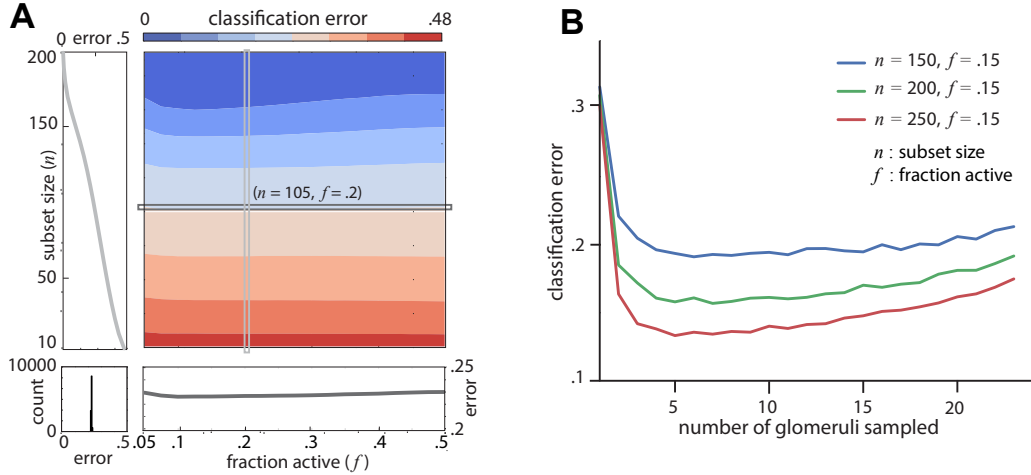 A
0 classification error .48
0 error .5
200
150
50
10
subset size (n)
(n = 105, f = .2)
10000
0
count
0 .5
error
.25
.2
error
.05 .1 .2 .3 .4 .5
fraction active (f)
B
.3
.2
.1
classification error
n = 150, f = .15
n = 200, f = .15
n = 250, f = .15
n : subset size
f : fraction active
5 10 15 20
number of glomeruli sampled